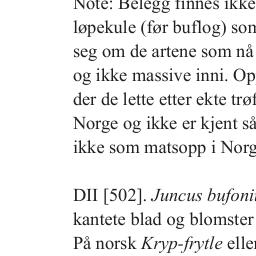 Note: Belegg finnes ikke
løpekule (før buflog) som
seg om de artene som nå
og ikke massive inni. Op
der de lette etter ekte trøf
Norge og ikke er kjent så
ikke som matsopp i Norg
DII [502]. Juncus bufoni
kantete blad og blomster
På norsk Kryp-frytle eller